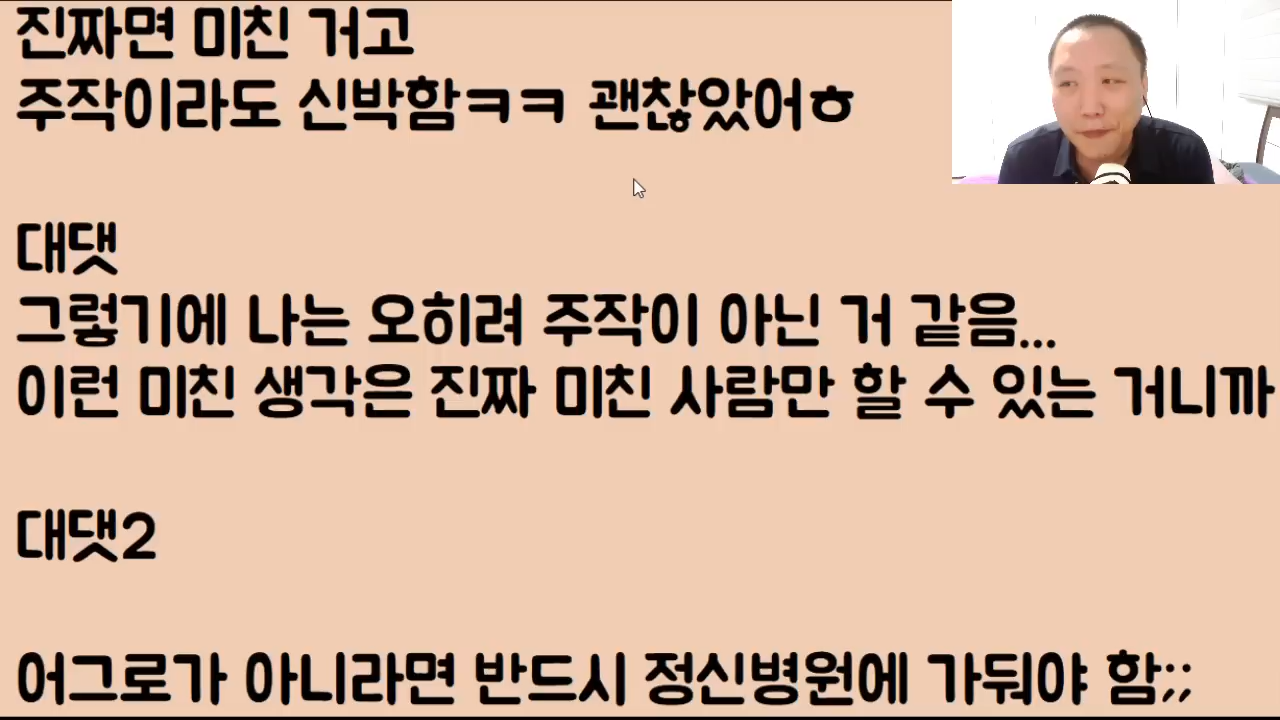 진짜면 미친 거고
주작이라도 신박함ㅋㅋ 괜찮았어ㅎ
대댓
그렇기에 나는 오히려 주작이 아닌 거 같음...
이런 미친 생각은 진짜 미친 사람만 할 수 있는 거니까
대댓2
어그로가 아니라면 반드시 정신병원에 가둬야 함;;